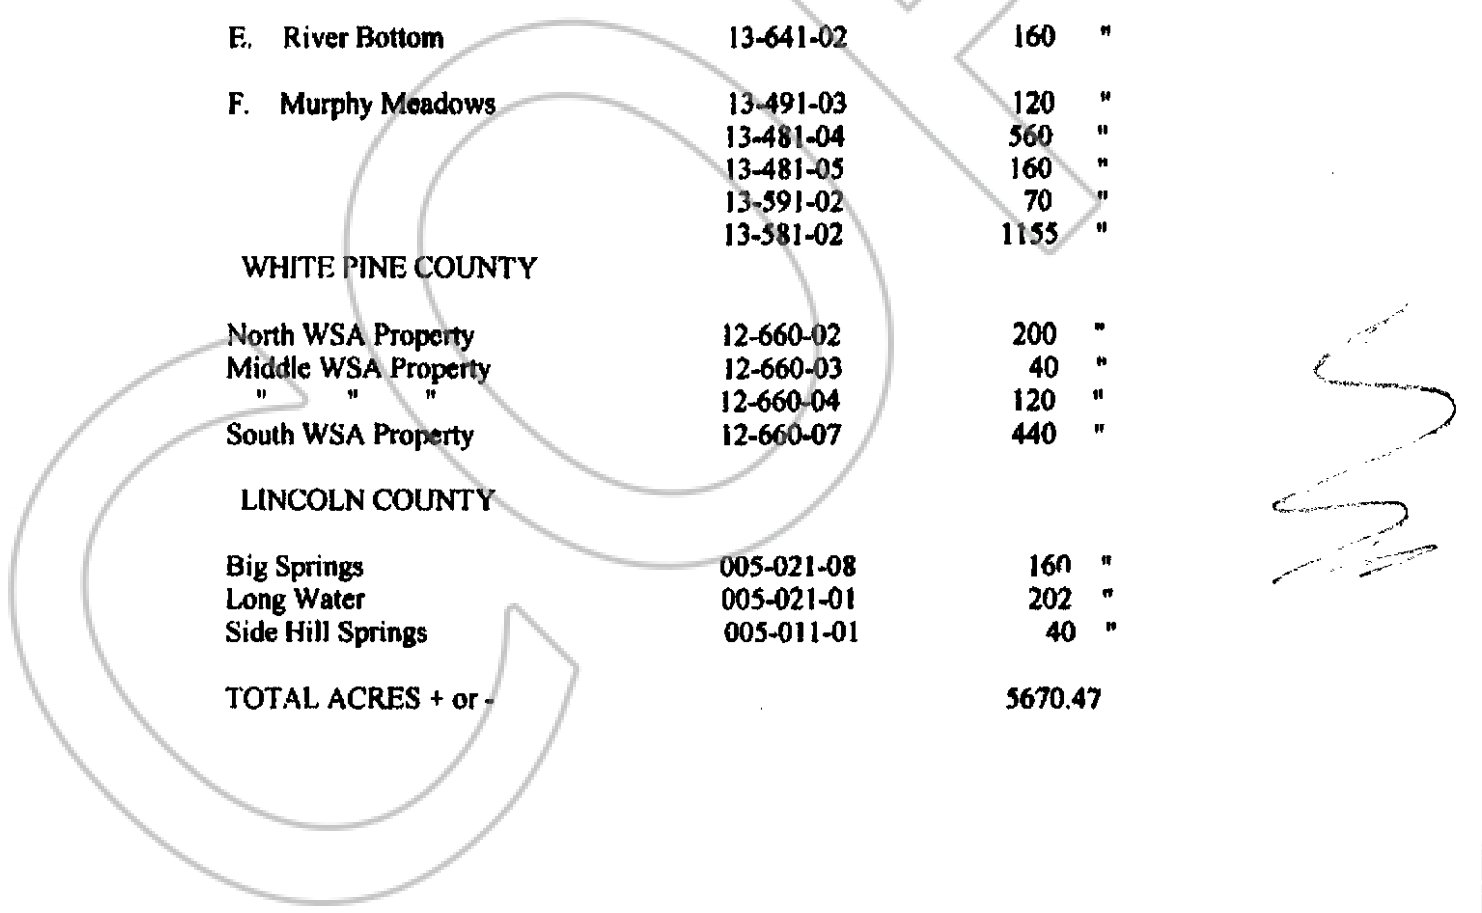 E. River Bottom 13-641-02 160 "
F. Murphy Meadows 13-491-03 120 "
13-481-04 560 "
13-481-05 160 "
13-591-02 70 "
13-581-02 1155 "
WHITE PINE COUNTY
North WSA Property 12-660-02 200 "
Middle WSA Property 12-660-03 40 "
" " " 12-660-04 120 "
South WSA Property 12-660-07 440 "
LINCOLN COUNTY
Big Springs 005-021-08 160 "
Long Water 005-021-01 202 "
Side Hill Springs 005-011-01 40 "
TOTAL ACRES + or - 5670.47